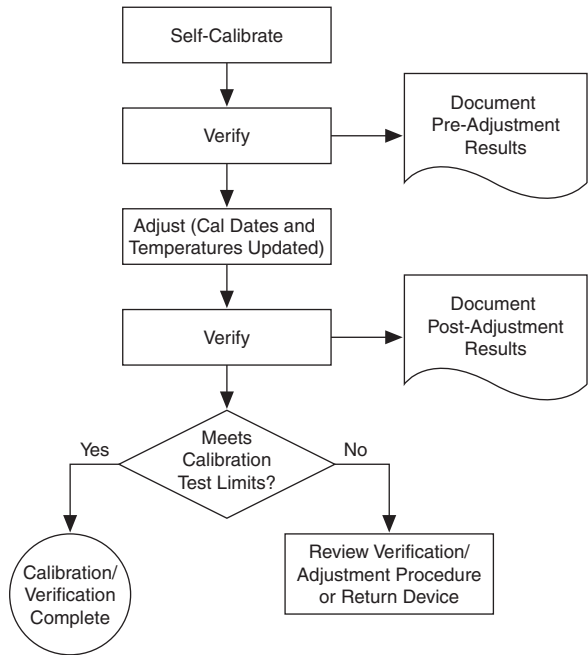 Self-Calibrate
Verify
Document
Pre-Adjustment
Results
Adjust (Cal Dates and
Temperatures Updated)
Verify
Document
Post-Adjustment
Results
Meets
Calibration
Test Limits?
Yes
No
Calibration/
Verification
Complete
Review Verification/
Adjustment Procedure
or Return Device